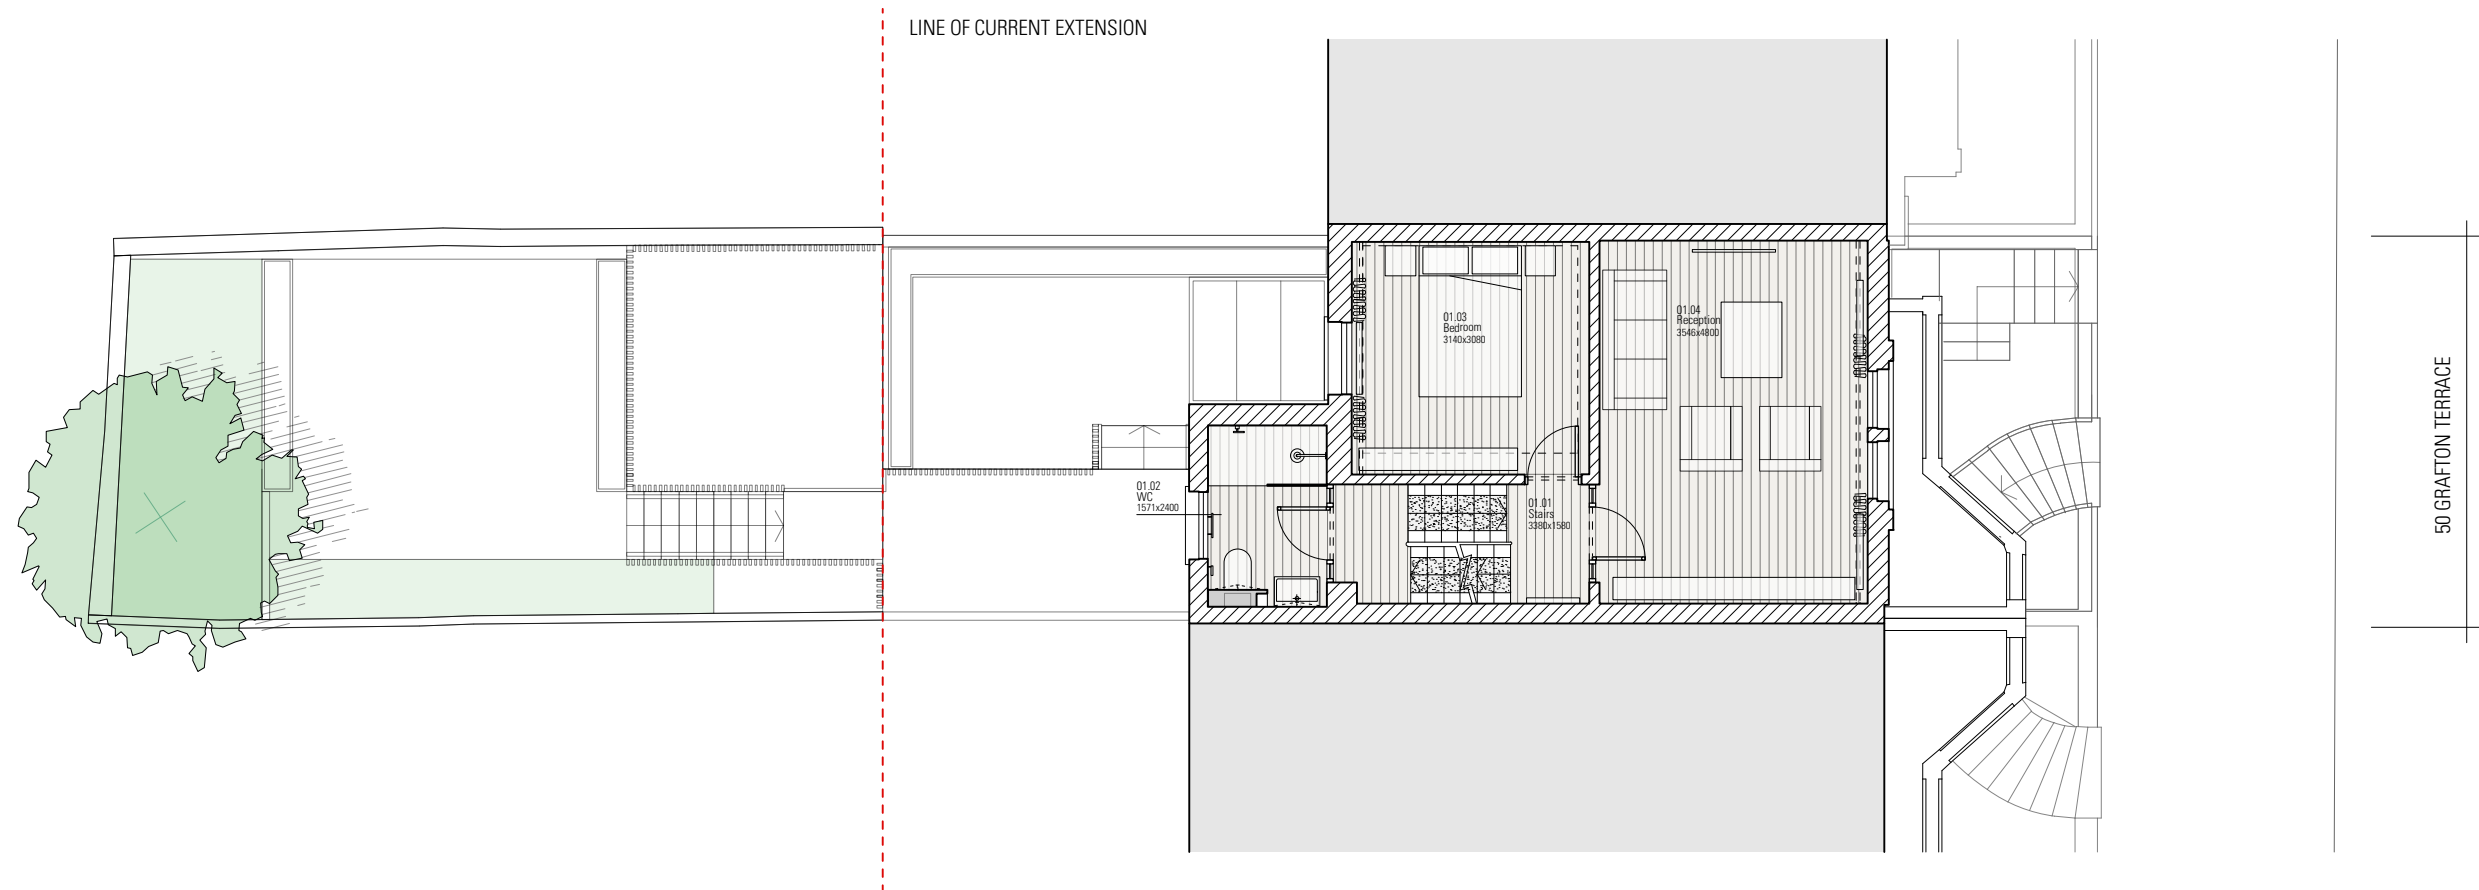 LINE OF CURRENT EXTENSION
01.03
Bedroom
3140x3080
01.04
Reception
3546x4800
01.02
WC
1571x2400
01.01
Stairs
3380x1580
50 GRAFTON TERRACE